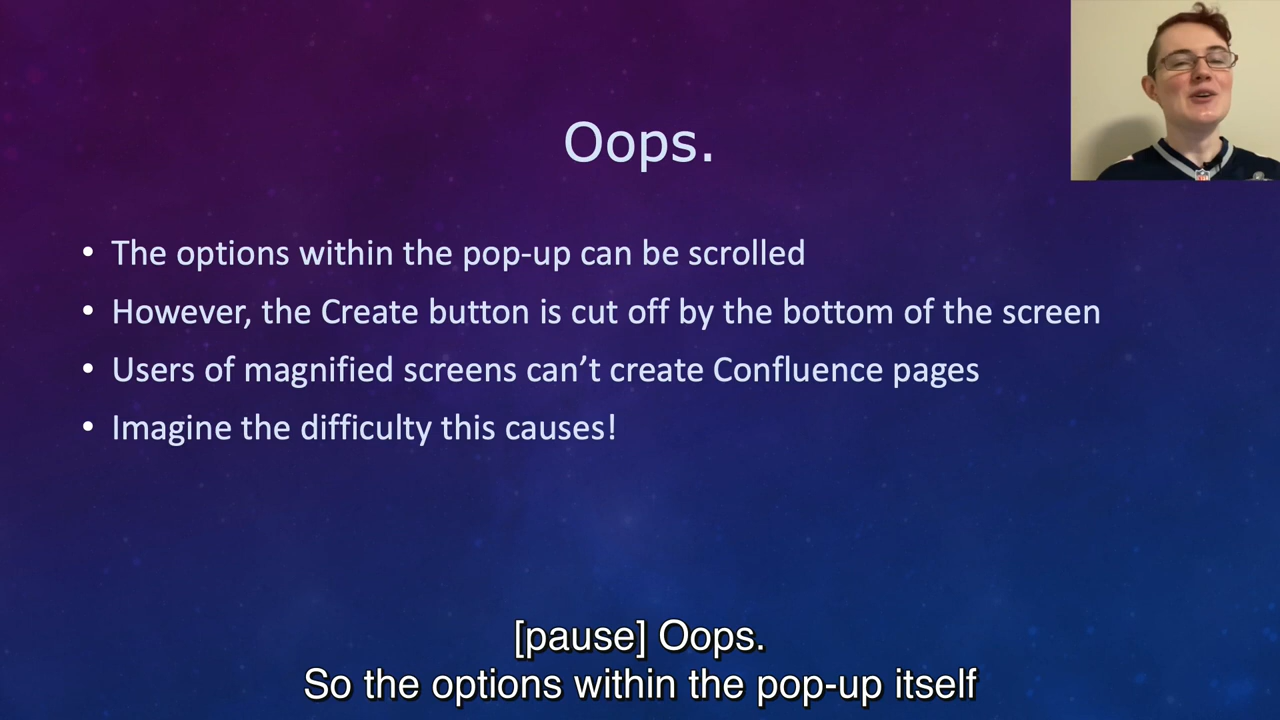 Oops.
• The options within the pop-up can be scrolled
• However, the Create button is cut off by the bottom of the screen
• Users of magnified screens can’t create Confluence pages
• Imagine the difficulty this causes!
[pause] Oops.
So the options within the pop-up itself